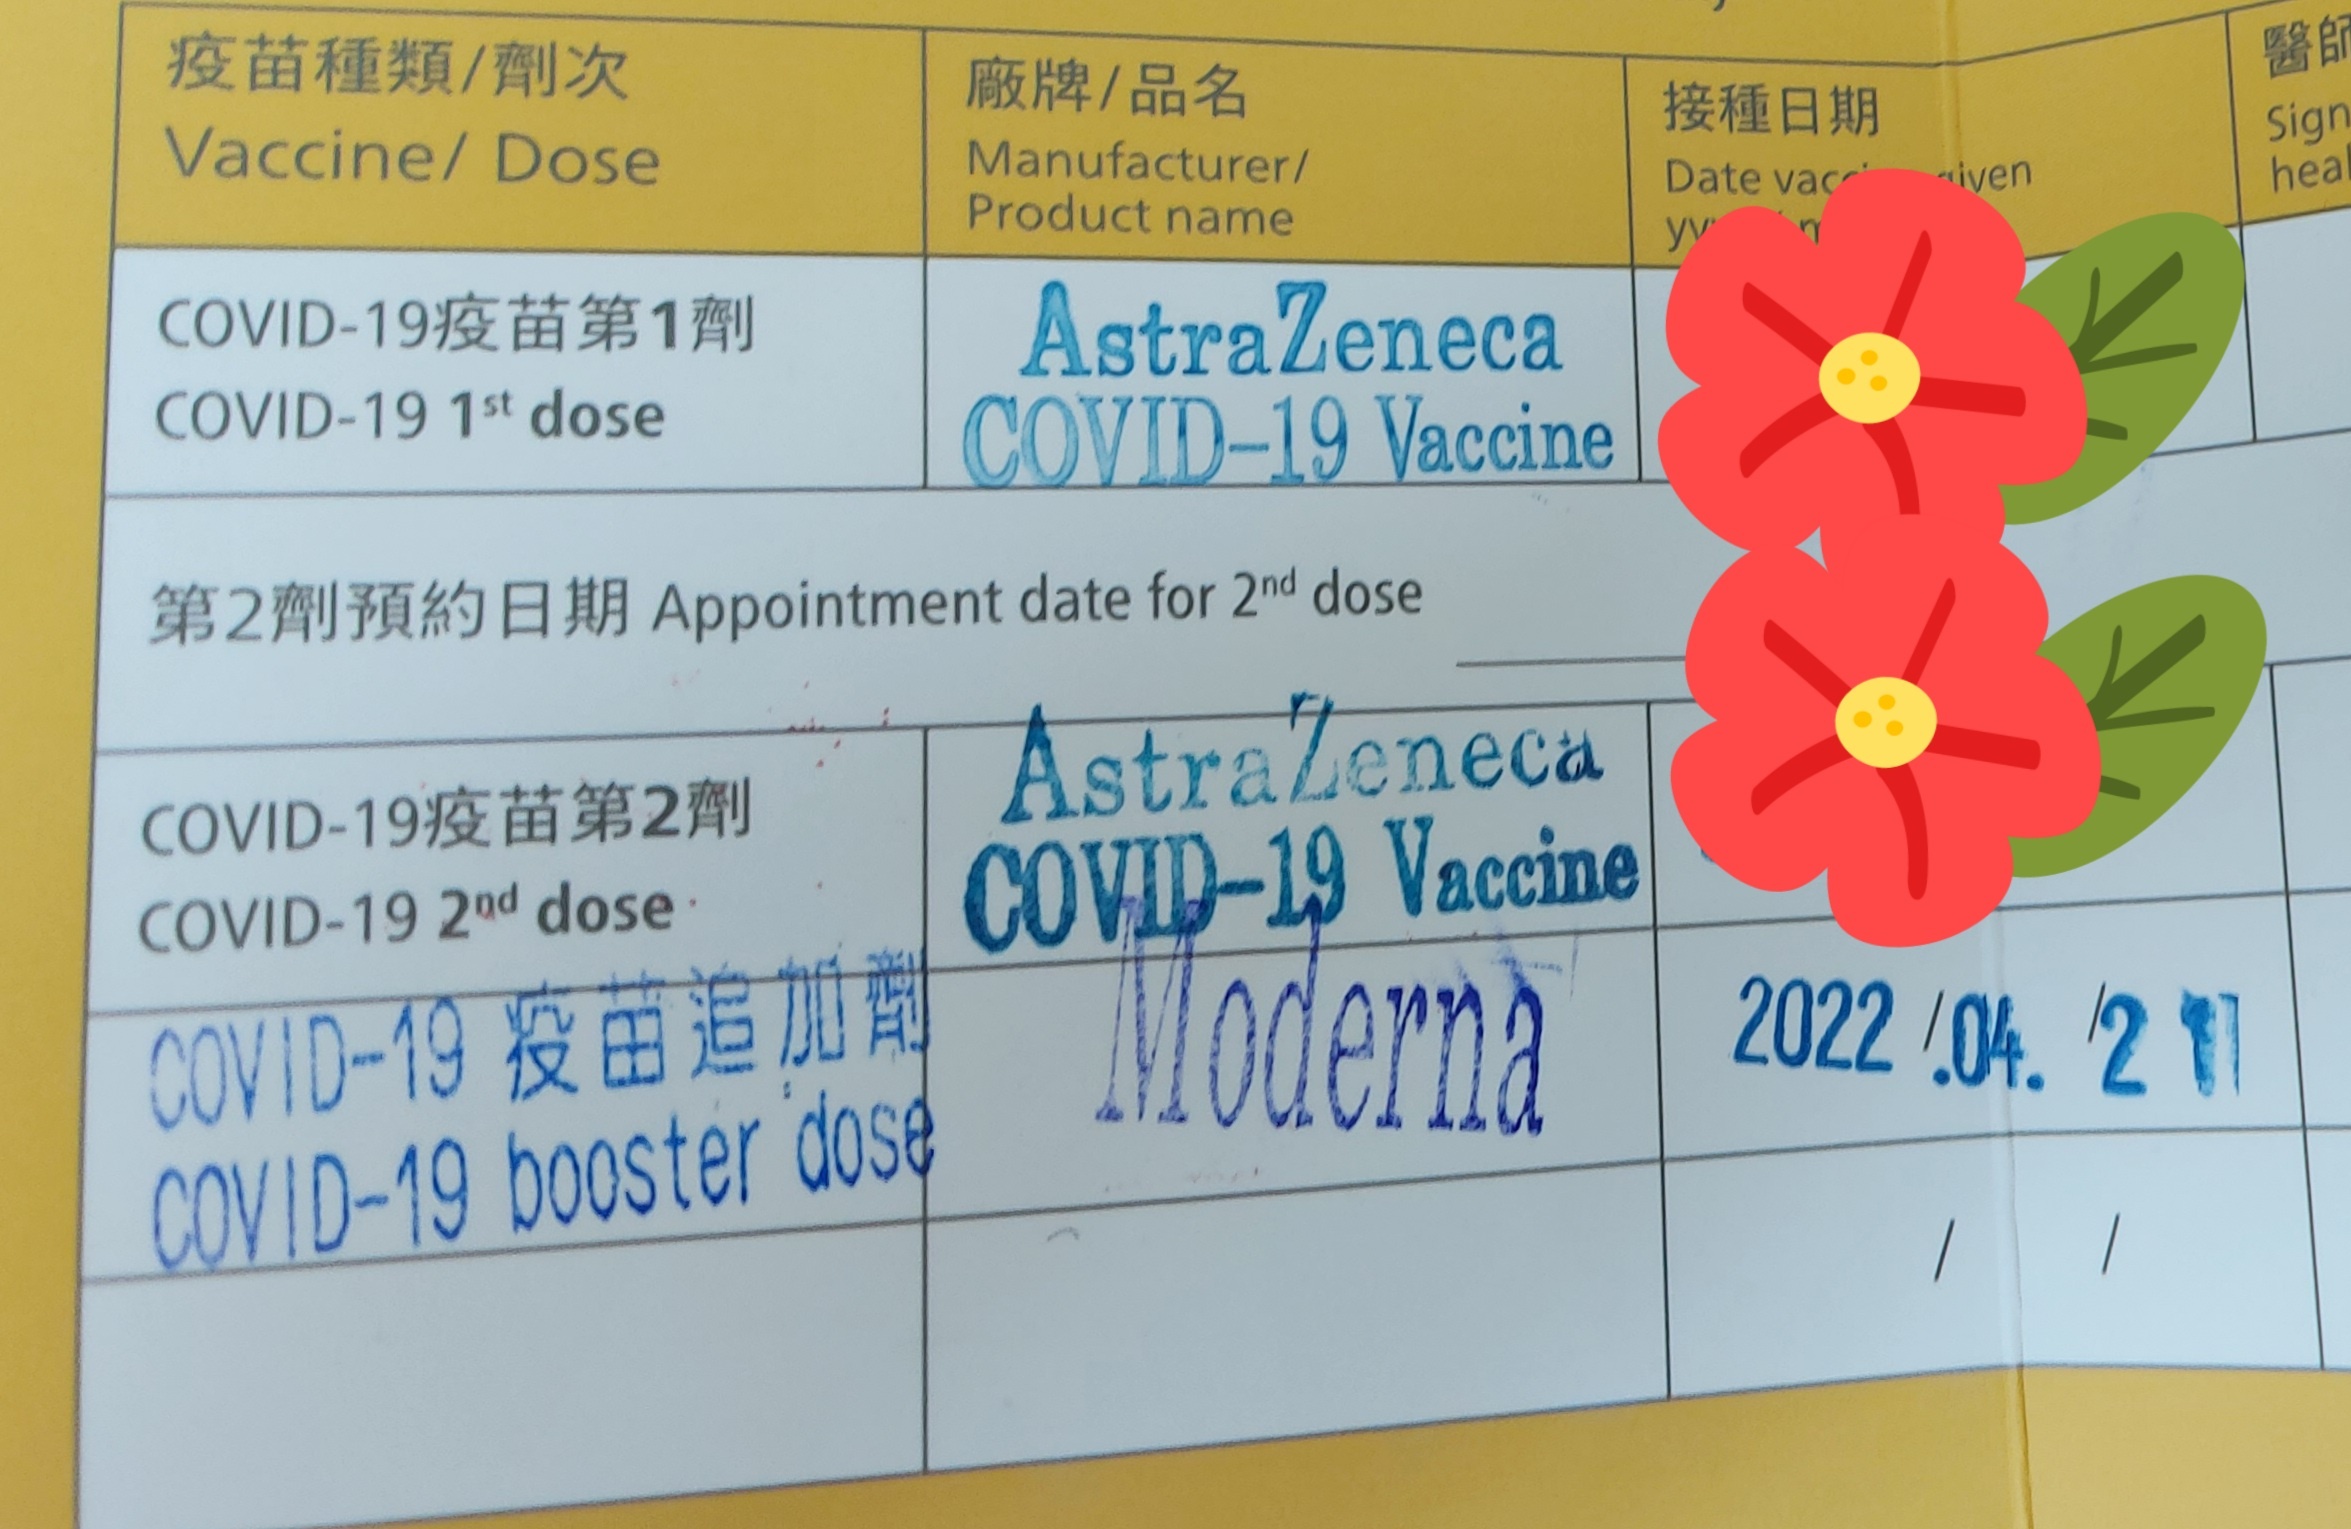 疫苗種類/劑次
Vaccine/ Dose
廠牌/品名
Manufacturer/
Product name
接種日期
Date
醫師
Sign
heal
COVID-19疫苗第1劑
COVID-19 1st dose
AstraZeneca
COVID-19 Vaccine
第2劑預約日期 Appointment date for 2nd dose
COVID-19疫苗第2劑
COVID-19 2nd dose
AstraZeneca
COVID-19 Vaccine
COVID-19 疫苗追加劑
COVID-19 booster dose
Moderna
2022 /.04. /2
/ /